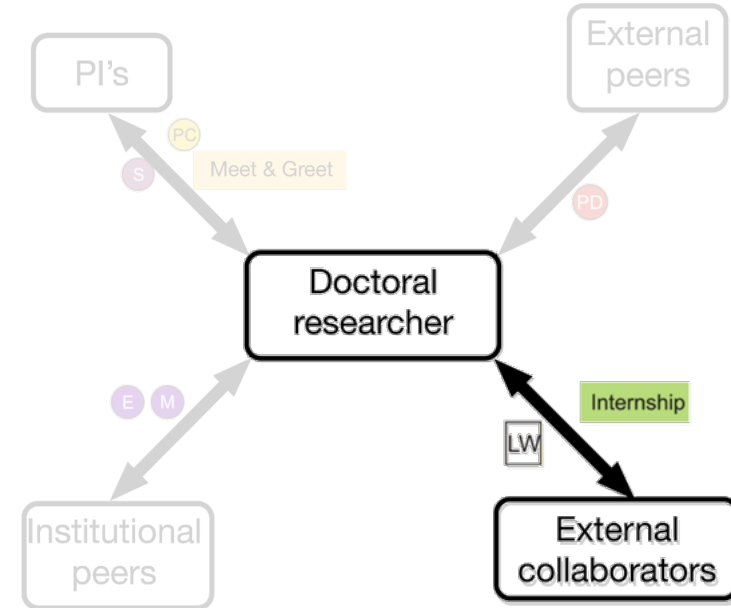 PI's
External
peers
PC
S
Meet & Greet
PD
Doctoral
researcher
E
M
Internship
LW
Institutional
peers
External
collaborators